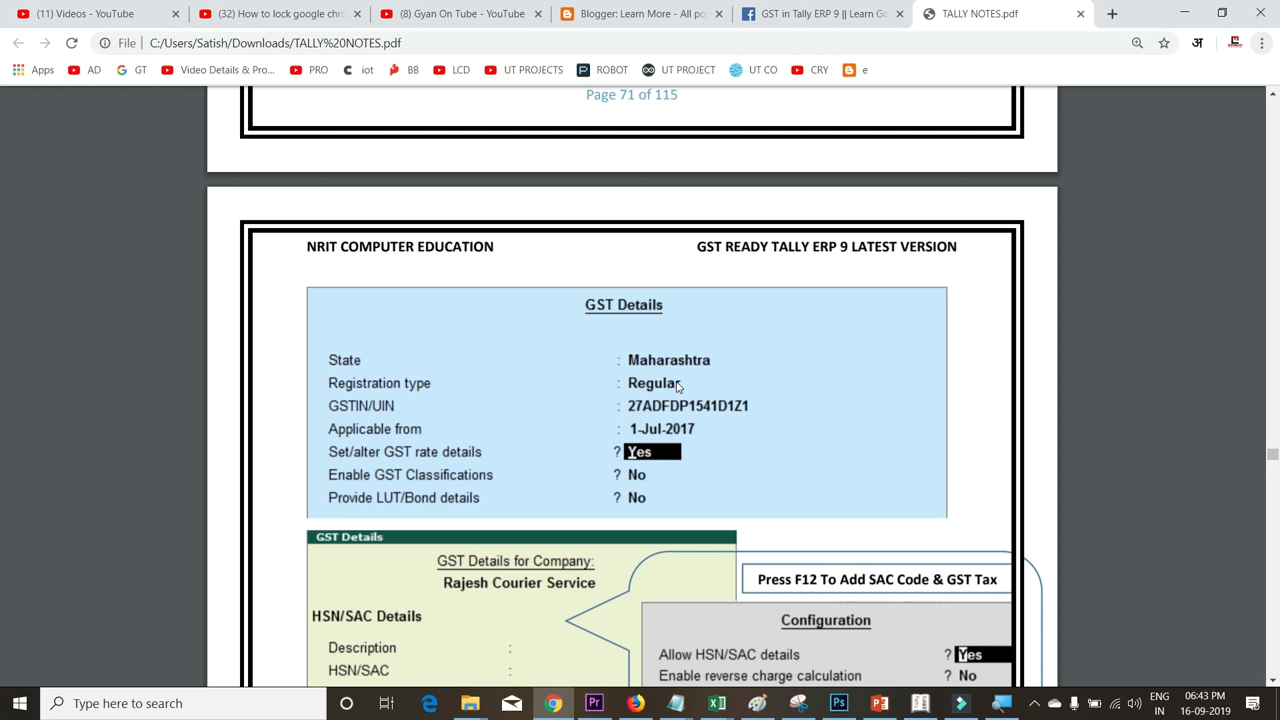 (11) Videos - YouTube
(32) How to lock google chr
(8) Gyan On Tube - YouTube
Blogger: Learn More - All po
GST in Tally ERP 9 || Learn Go
TALLY NOTES.pdf
File C:/Users/Satish/Downloads/TALLY%20NOTES.pdf
अ
Apps AD GT Video Details & Pro... PRO iot BB LCD UT PROJECTS ROBOT UT PROJECT UT CO CRY e
Page 71 of 115
NRIT COMPUTER EDUCATION GST READY TALLY ERP 9 LATEST VERSION
GST Details
State : Maharashtra
Registration type : Regular
GSTIN/UIN : 27ADFDP1541D1Z1
Applicable from : 1-Jul-2017
Set/alter GST rate details ? Yes
Enable GST Classifications ? No
Provide LUT/Bond details ? No
GST Details
GST Details for Company:
Rajesh Courier Service
HSN/SAC Details
Description :
HSN/SAC :
Press F12 To Add SAC Code & GST Tax
Configuration
Allow HSN/SAC details ? Yes
Enable reverse charge calculation ? No
Type here to search
ENG
IN
06:43 PM
16-09-2019